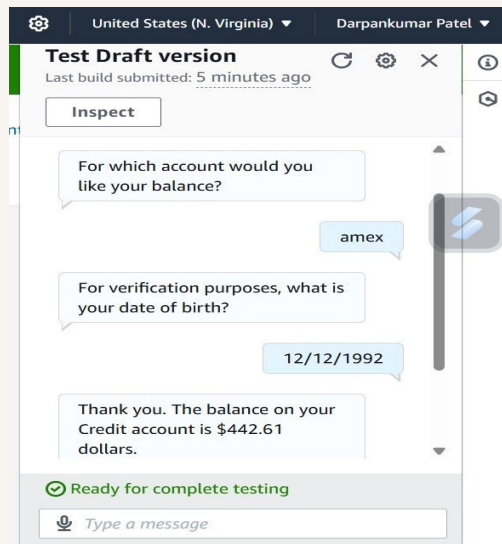 United States (N. Virginia) ▼ Darpankumar Patel ▼
Test Draft version
Last build submitted: 5 minutes ago
Inspect
For which account would you
like your balance?
amex
For verification purposes, what is
your date of birth?
12/12/1992
Thank you. The balance on your
Credit account is $442.61
dollars.
Ready for complete testing
Type a message